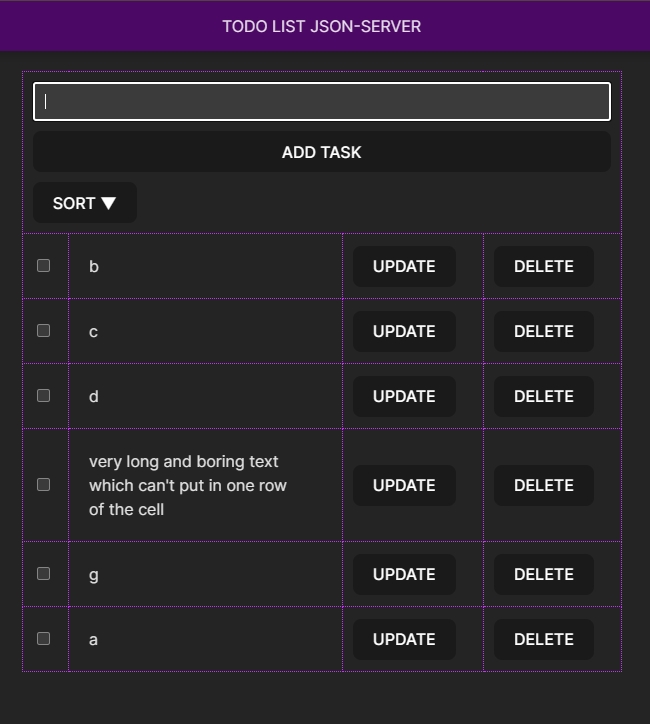 TODO LIST JSON-SERVER
ADD TASK
SORT ▼
b UPDATE DELETE
c UPDATE DELETE
d UPDATE DELETE
very long and boring text
which can't put in one row
of the cell
UPDATE DELETE
g UPDATE DELETE
a UPDATE DELETE